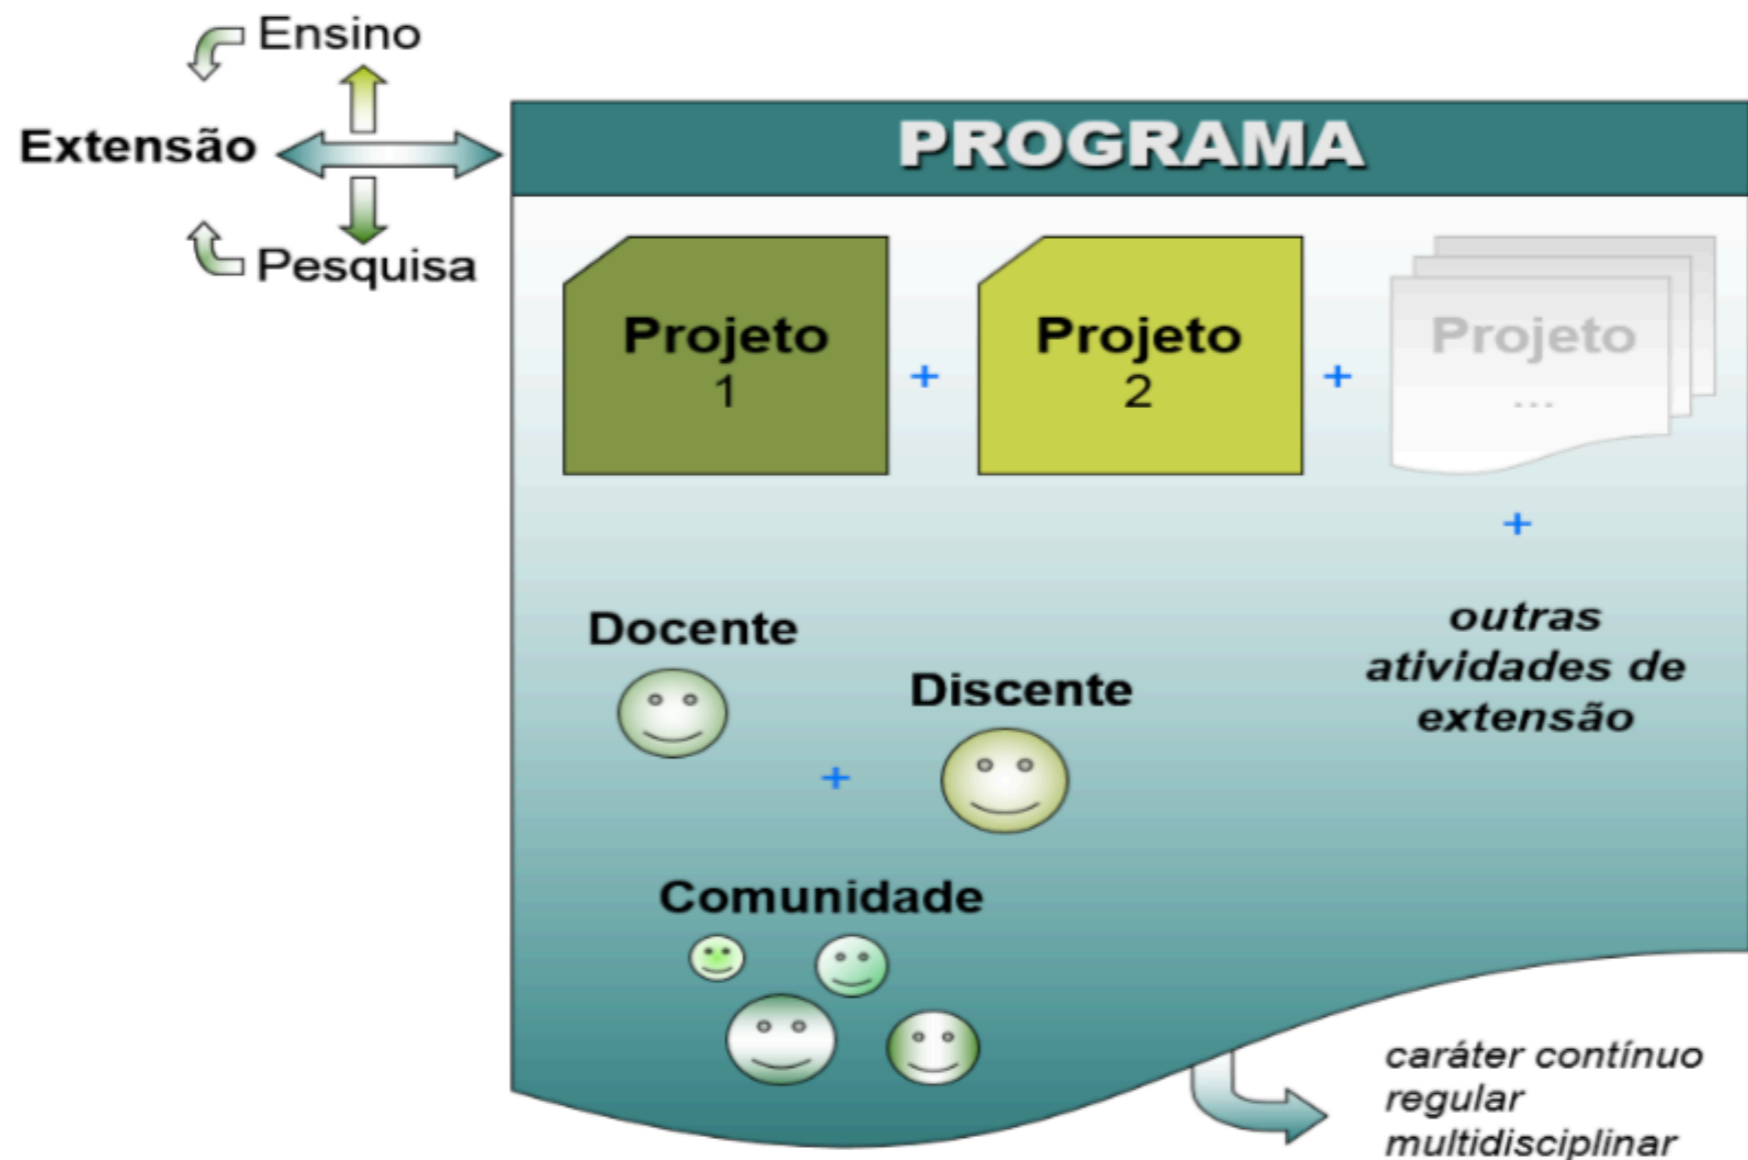 Ensino
Extensão
Pesquisa
PROGRAMA
Projeto
1
+
Projeto
2
+
Projeto
...
+
outras
atividades de
extensão
Docente
+
Discente
Comunidade
caráter contínuo
regular
multidisciplinar